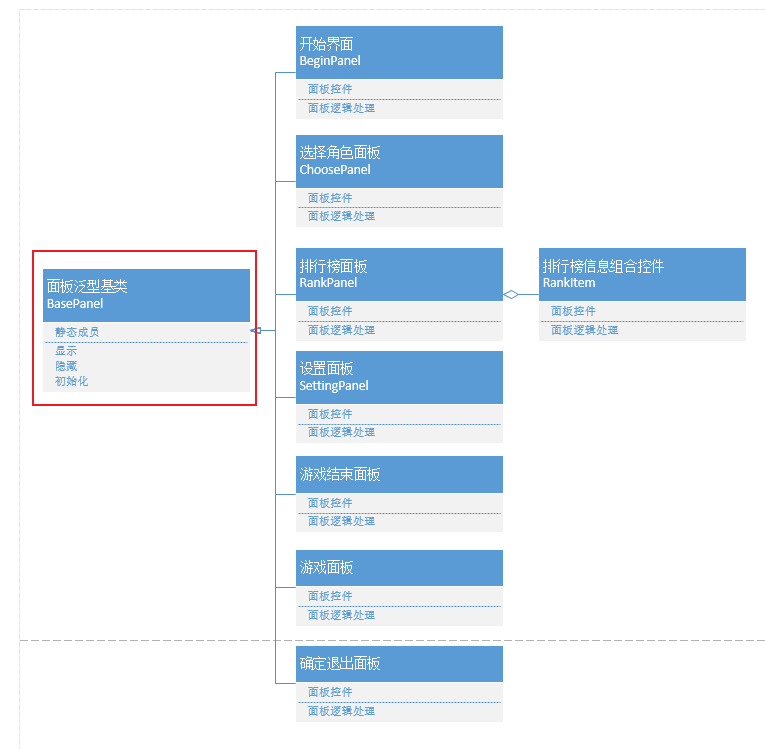 开始界面
BeginPanel
面板控件
面板逻辑处理
选择角色面板
ChoosePanel
面板控件
面板逻辑处理
面板泛型基类
BasePanel
静态成员
显示
隐藏
初始化
排行榜面板
RankPanel
面板控件
面板逻辑处理
排行榜信息组合控件
RankItem
面板控件
面板逻辑处理
设置面板
SettingPanel
面板控件
面板逻辑处理
游戏结束面板
面板控件
面板逻辑处理
游戏面板
面板控件
面板逻辑处理
确定退出面板
面板控件
面板逻辑处理